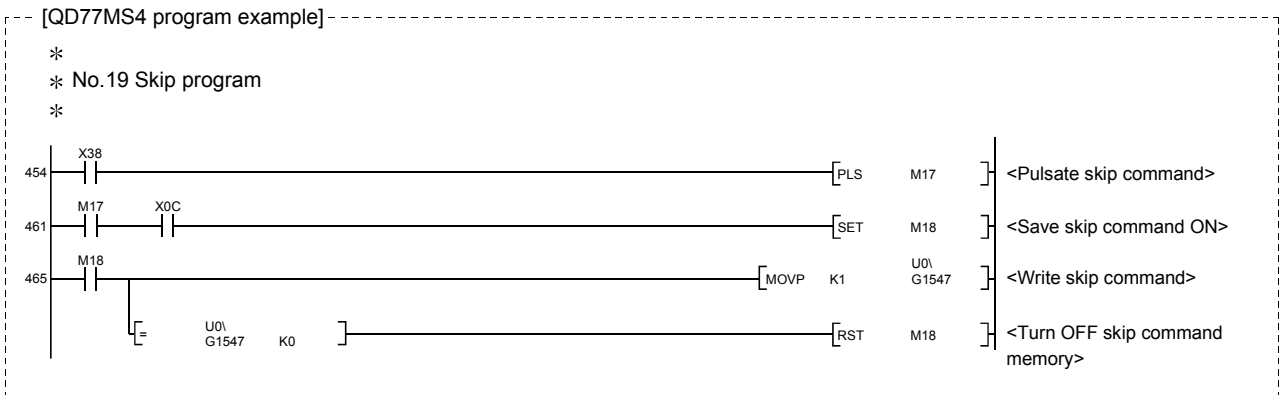 [QD77MS4 program example]
*
* No.19 Skip program
*
X38
454 PLS M17 <Pulsate skip command>
M17 X0C
461 SET M18 <Save skip command ON>
M18 U0\
465 MOVP K1 G1547 <Write skip command>
U0\
= G1547 K0 RST M18 <Turn OFF skip command
memory>